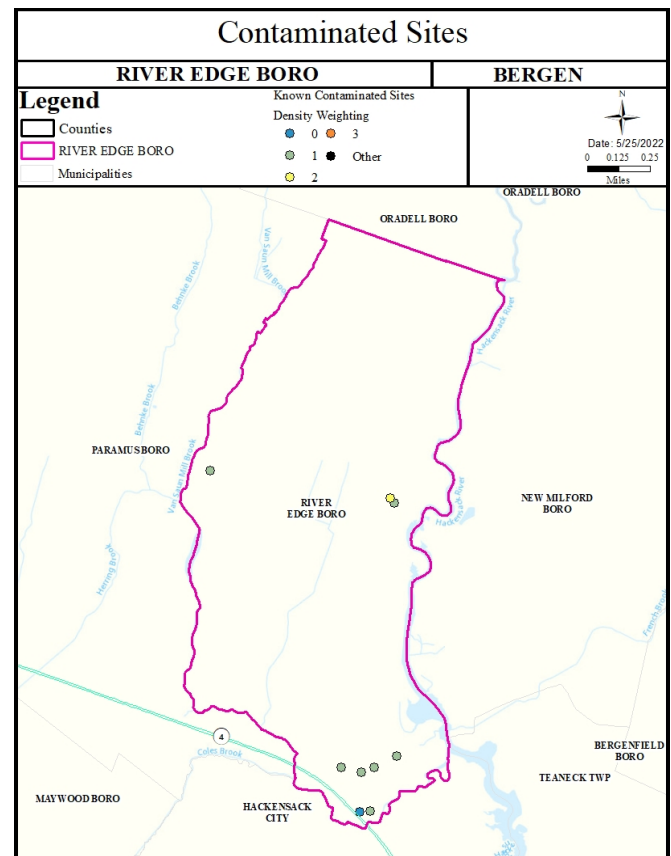 Contaminated Sites
RIVER EDGE BORO
BERGEN
Legend
Counties
RIVER EDGE BORO
Municipalities
Known Contaminated Sites
Density Weighting
0
3
1
Other
2
N
Date: 5/25/2022
0 0.125 0.25
Miles
ORADELL BORO
ORADELL BORO
Van Saun Mill Brook
Behnke Brook
Hackensack River
Behnke Brook
PARAMUS BORO
Van Saun Mill Brook
RIVER
EDGE BORO
Hackensack River
NEW MILFORD
BORO
Herring Brook
French Brook
4
Coles Brook
BERGENFIELD
BORO
TEANECK TWP
MAYWOOD BORO
HACKENSACK
CITY